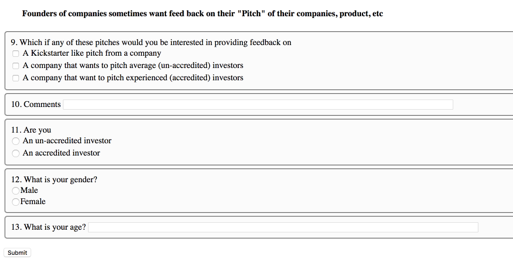 Founders of companies sometimes want feed back on their "Pitch" of their companies, product, etc
9. Which if any of these pitches would you be interested in providing feedback on
A Kickstarter like pitch from a company
A company that wants to pitch average (un-accredited) investors
A company that want to pitch experienced (accredited) investors
10. Comments
11. Are you
An un-accredited investor
An accredited investor
12. What is your gender?
Male
Female
13. What is your age?
Submit